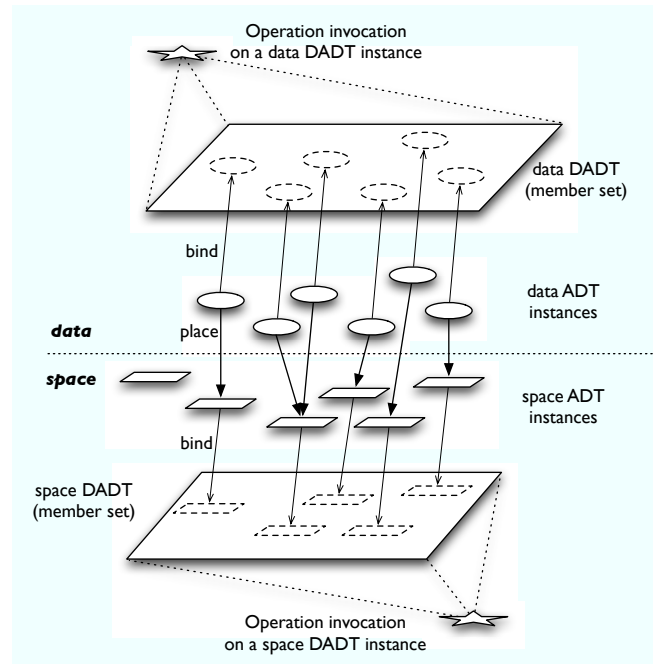 Operation invocation
on a data DADT instance
data DADT
(member set)
bind
data ADT
instances
data
place
space
space ADT
instances
bind
space DADT
(member set)
Operation invocation
on a space DADT instance